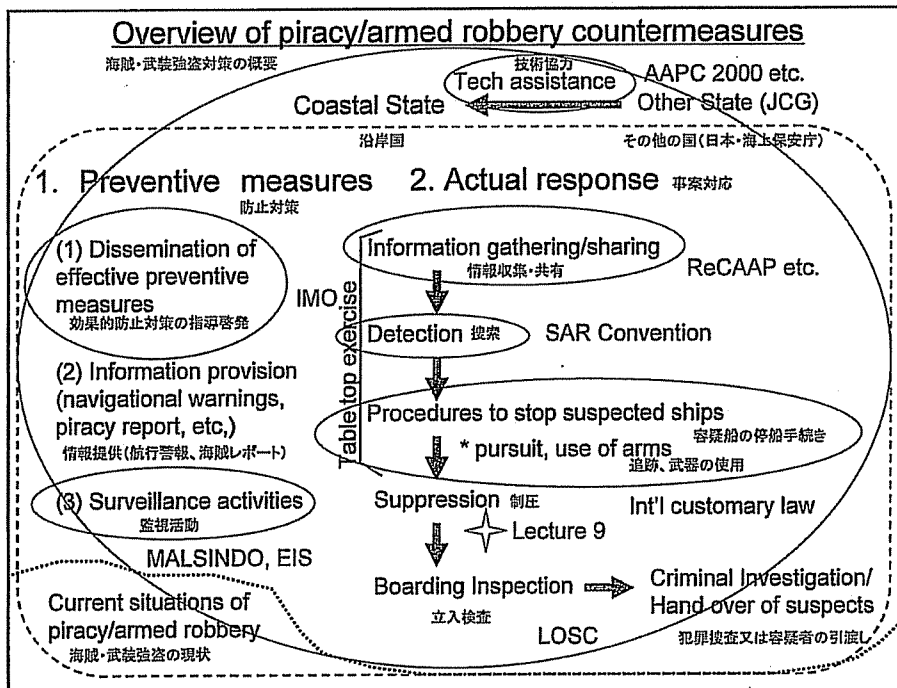 Overview of piracy/armed robbery countermeasures
海賊・武装強盗対策の概要
技術協力
Tech assistance
AAPC 2000 etc.
Coastal State
Other State (JCG)
沿岸国
その他の国(日本・海上保安庁)
1. Preventive measures
防止対策
2. Actual response 事案対応
(1) Dissemination of
effective preventive
measures
効果的防止対策の指導啓発
IMO
(2) Information provision
(navigational warnings,
piracy report, etc,)
情報提供(航行警報、海賊レポート)
(3) Surveillance activities
監視活動
MALSINDO, EIS
Current situations of
piracy/armed robbery
海賊・武装強盗の現状
Table top exercise
Information gathering/sharing
情報収集・共有
ReCAAP etc.
Detection 捜索
SAR Convention
Procedures to stop suspected ships
容疑船の停船手続き
* pursuit, use of arms
追跡、武器の使用
Suppression 制圧
Int'l customary law
Lecture 9
Boarding Inspection
立入検査
Criminal Investigation/
Hand over of suspects
犯罪捜査又は容疑者の引渡し
LOSC